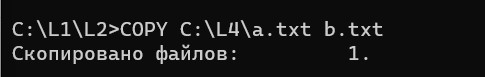 C:\L1\L2>COPY C:\L4\a.txt b.txt
Скопировано файлов:         1.